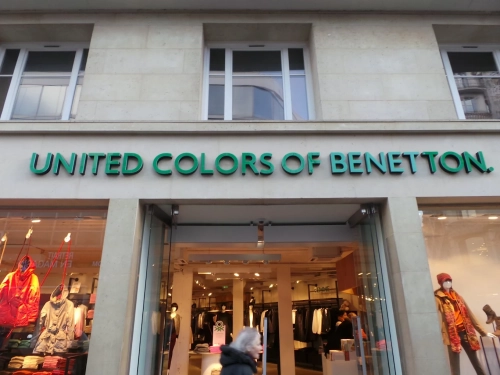 UNITED COLORS OF BENETTON.